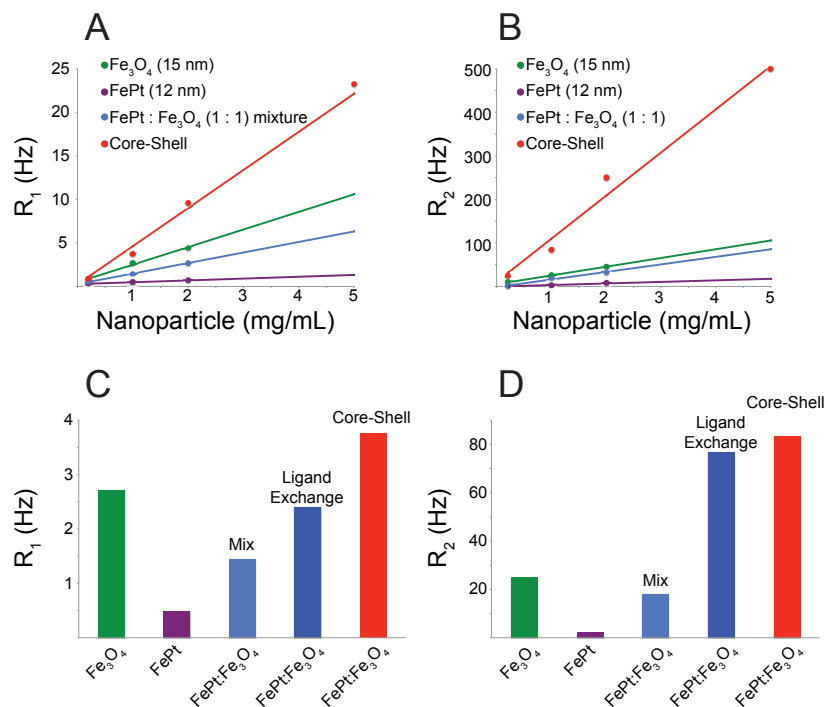 A
Fe₃O₄ (15 nm)
FePt (12 nm)
FePt : Fe₃O₄ (1 : 1) mixture
Core-Shell
25
20
15
10
5
R₁ (Hz)
1
2
3
4
5
Nanoparticle (mg/mL)
B
Fe₃O₄ (15 nm)
FePt (12 nm)
FePt : Fe₃O₄ (1 : 1)
Core-Shell
500
400
300
200
100
R₂ (Hz)
1
2
3
4
5
Nanoparticle (mg/mL)
C
4
3
2
1
R₁ (Hz)
Mix
Ligand
Exchange
Core-Shell
Fe₃O₄
FePt
FePt:Fe₃O₄
FePt:Fe₃O₄
FePt:Fe₃O₄
D
80
60
40
20
R₂ (Hz)
Mix
Ligand
Exchange
Core-Shell
Fe₃O₄
FePt
FePt:Fe₃O₄
FePt:Fe₃O₄
FePt:Fe₃O₄